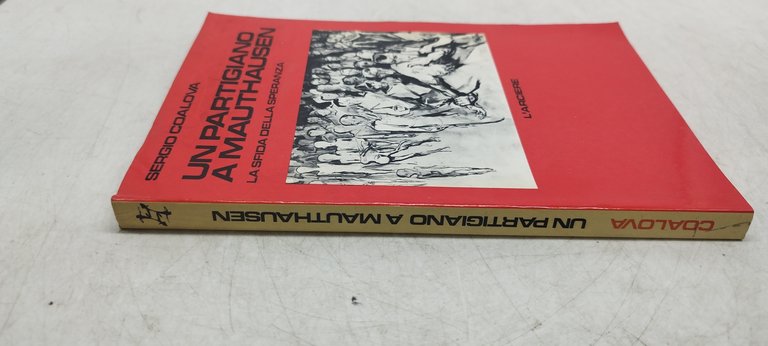 SERGIO COALOVA
UN PARTIGIANO
A MAUTHAUSEN
LA SFIDA DELLA SPERANZA
L'ARCIERE
COALOVA UN PARTIGIANO A MAUTHAUSEN